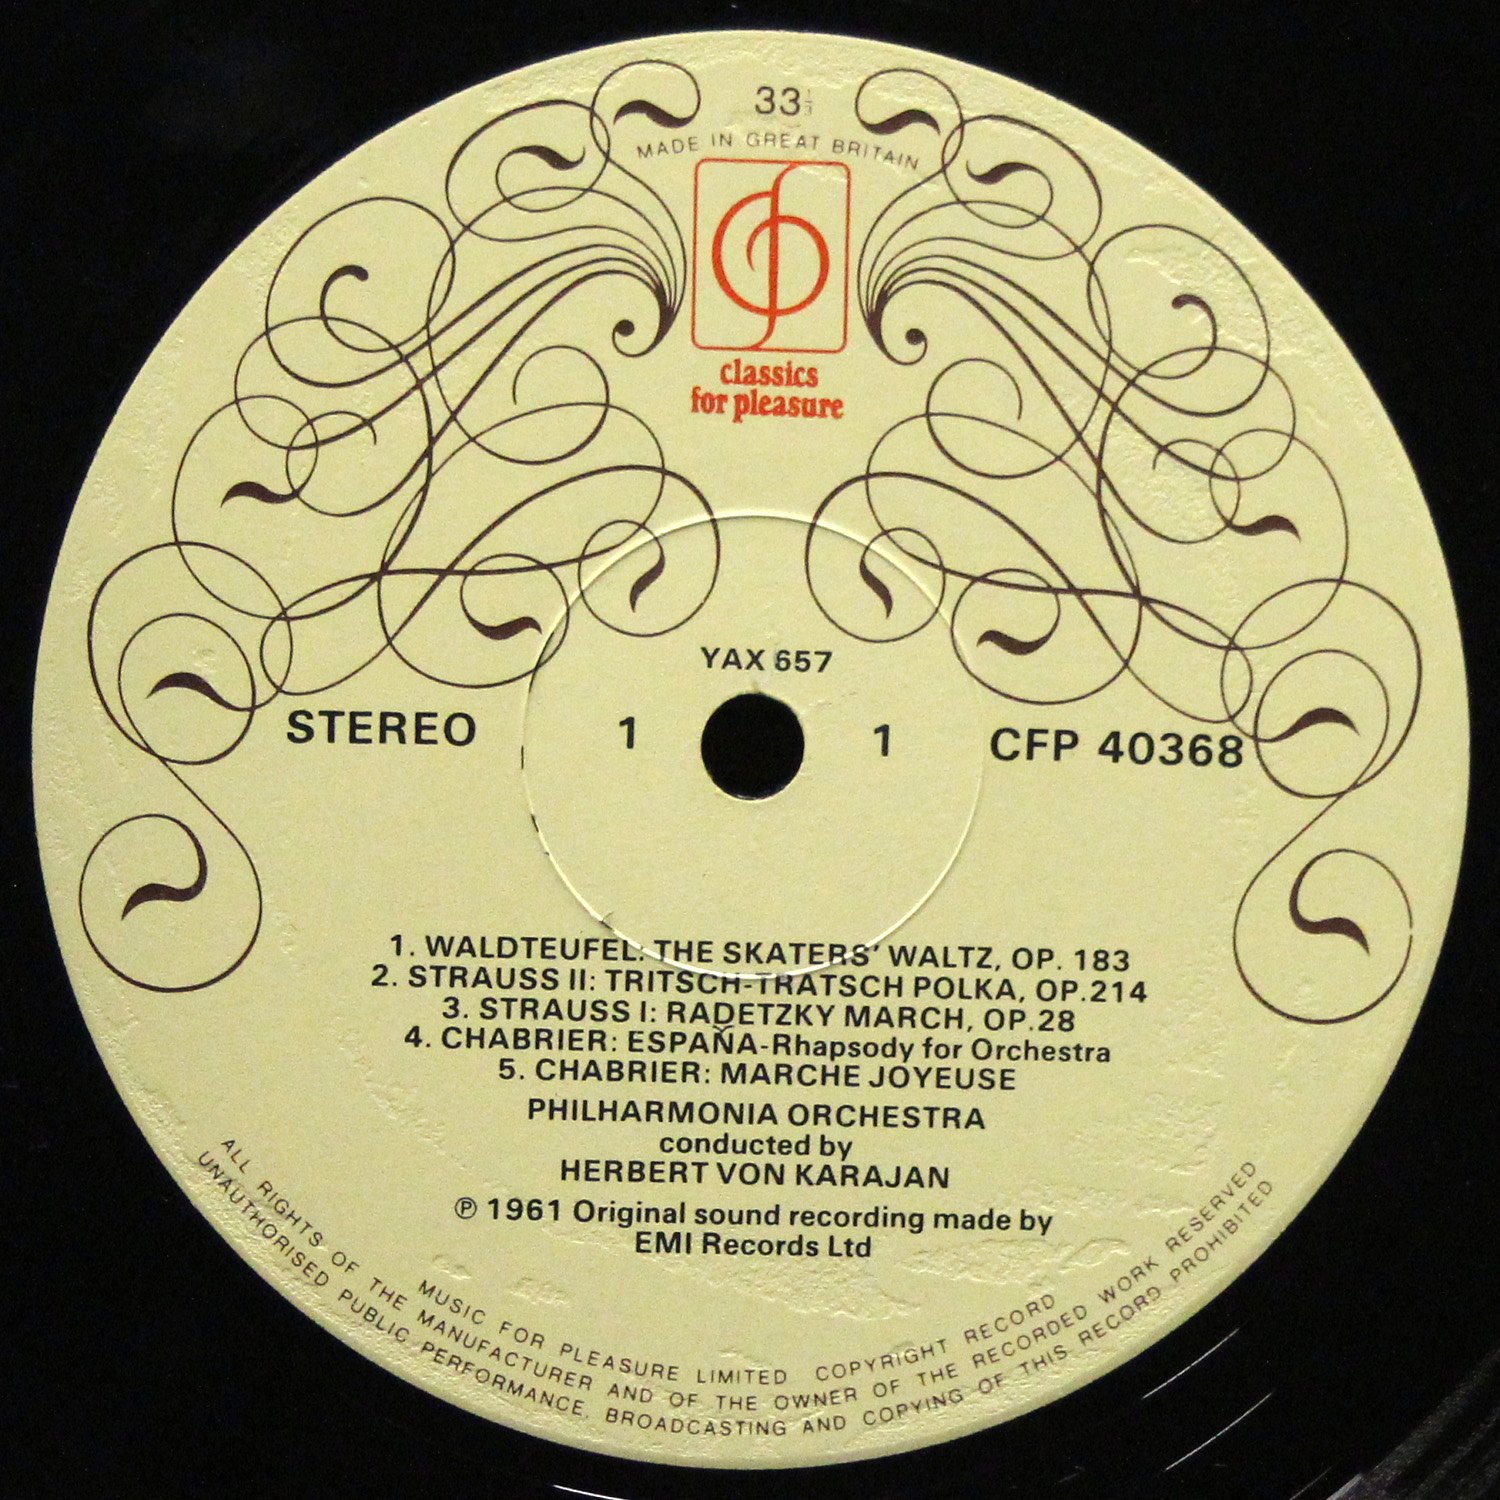 33 1/3
MADE IN GREAT BRITAIN
classics
for pleasure
YAX 657
STEREO 1 1 CFP 40368
1. WALDTEUFEL: THE SKATERS' WALTZ, OP. 183
2. STRAUSS II: TRITSCH-TRATSCH POLKA, OP.214
3. STRAUSS I: RADETZKY MARCH, OP.28
4. CHABRIER: ESPAÑA-Rhapsody for Orchestra
5. CHABRIER: MARCHE JOYEUSE
PHILHARMONIA ORCHESTRA
conducted by
HERBERT VON KARAJAN
℗ 1961 Original sound recording made by
EMI Records Ltd
MUSIC FOR PLEASURE LIMITED COPYRIGHT RECORD
ALL RIGHTS OF THE MANUFACTURER AND OF THE OWNER OF THE RECORDED WORK RESERVED
UNAUTHORISED PUBLIC PERFORMANCE, BROADCASTING AND COPYING OF THIS RECORD PROHIBITED